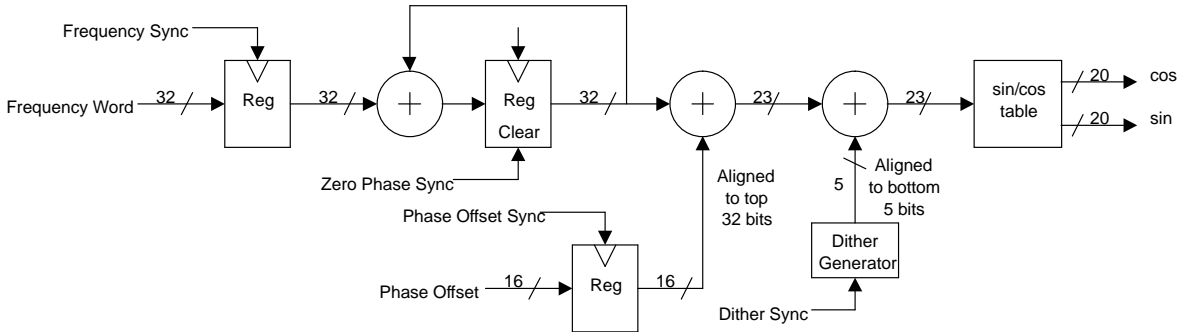 Frequency Sync
Frequency Word
32
Reg
32
+
Reg
Clear
32
Zero Phase Sync
+
23
+
23
sin/cos
table
20
cos
20
sin
Aligned
to top
32 bits
5
Aligned
to bottom
5 bits
Phase Offset Sync
Phase Offset
16
Reg
16
Dither
Generator
Dither Sync